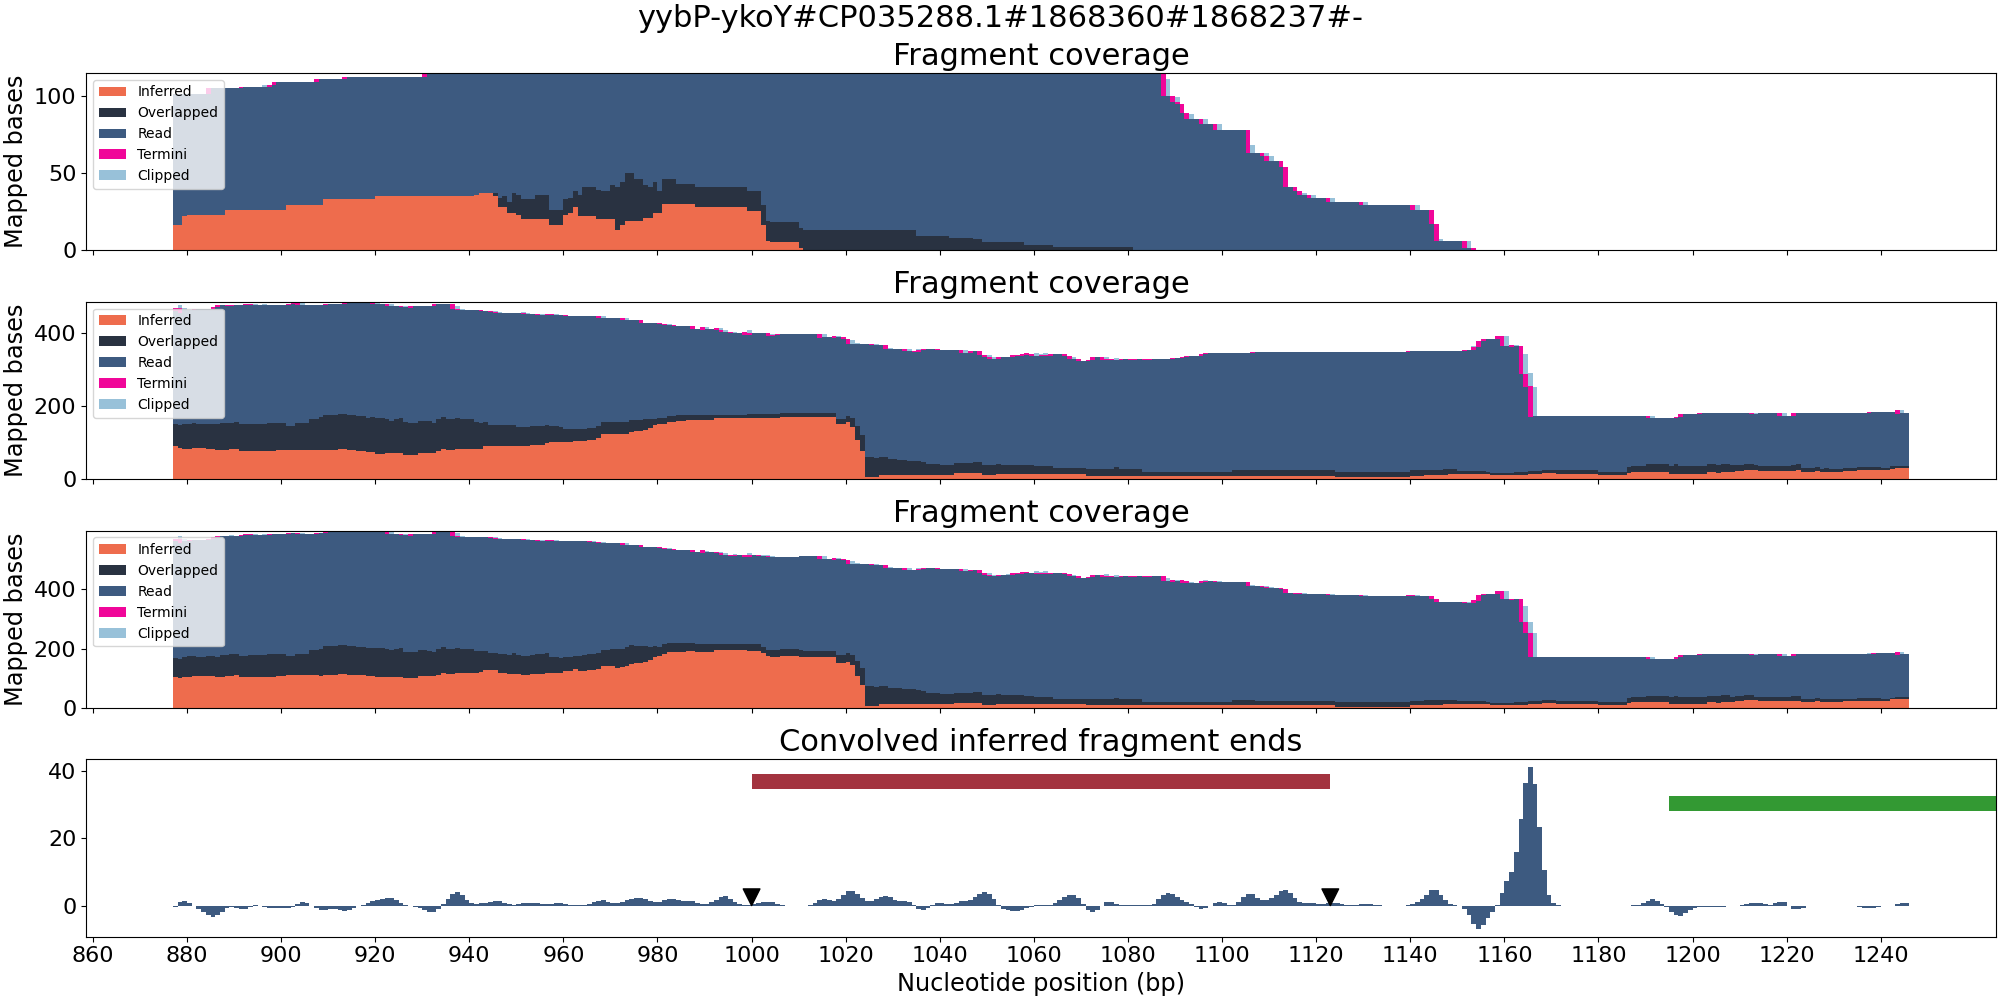 yybP-ykoY#CP035288.1#1868360#1868237#-
Fragment coverage
Mapped bases
100
50
0
Inferred
Overlapped
Read
Termini
Clipped
Fragment coverage
Mapped bases
400
200
0
Inferred
Overlapped
Read
Termini
Clipped
Fragment coverage
Mapped bases
400
200
0
Inferred
Overlapped
Read
Termini
Clipped
Convolved inferred fragment ends
40
20
0
860 880 900 920 940 960 980 1000 1020 1040 1060 1080 1100 1120 1140 1160 1180 1200 1220 1240
Nucleotide position (bp)